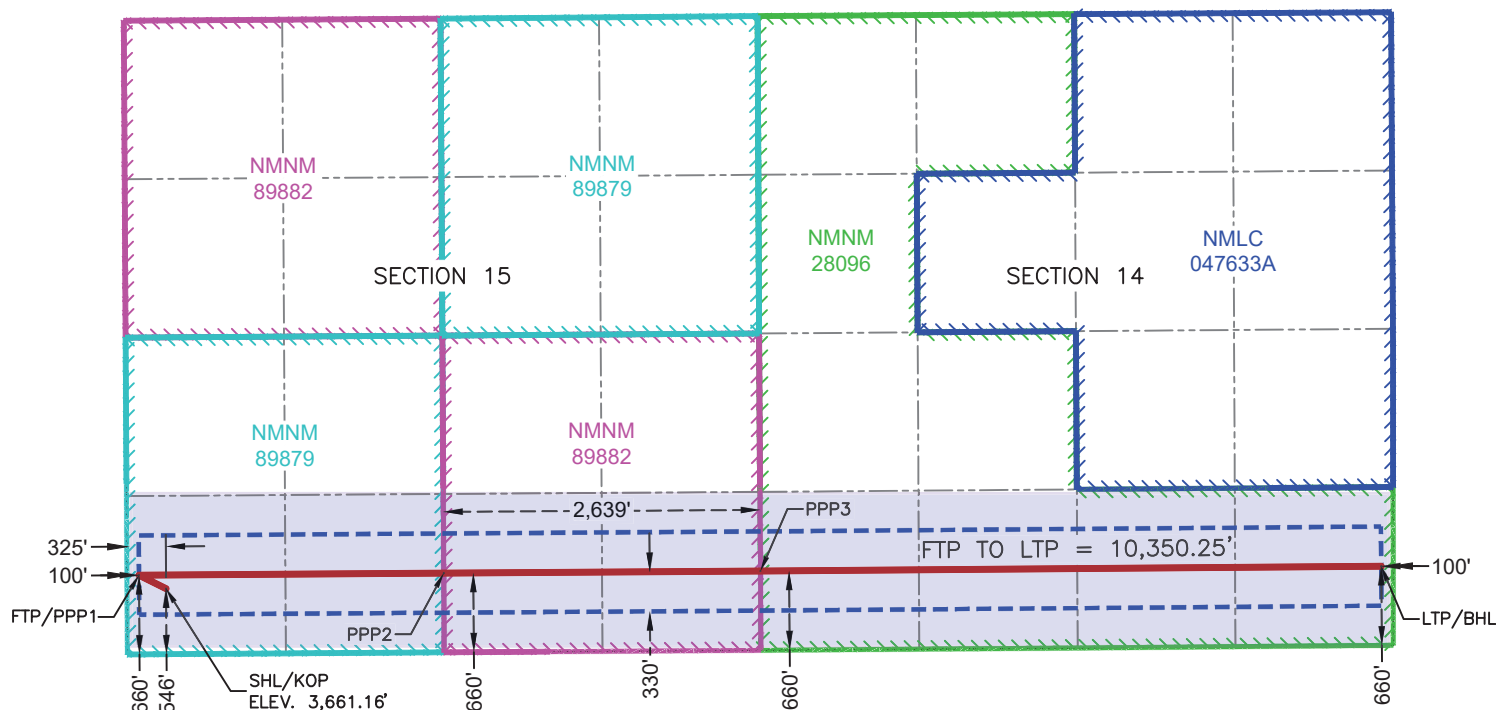 NMNM
89882
NMNM
89879
NMNM
28096
NMLC
047633A
SECTION 15
SECTION 14
NMNM
89879
NMNM
89882
2,639'
PPP3
325'
FTP TO LTP = 10,350.25'
100'
100'
FTP/PPP1
PPP2
LTP/BHL
SHL/KOP
ELEV. 3,661.16'
660'
646'
660'
330'
660'
660'